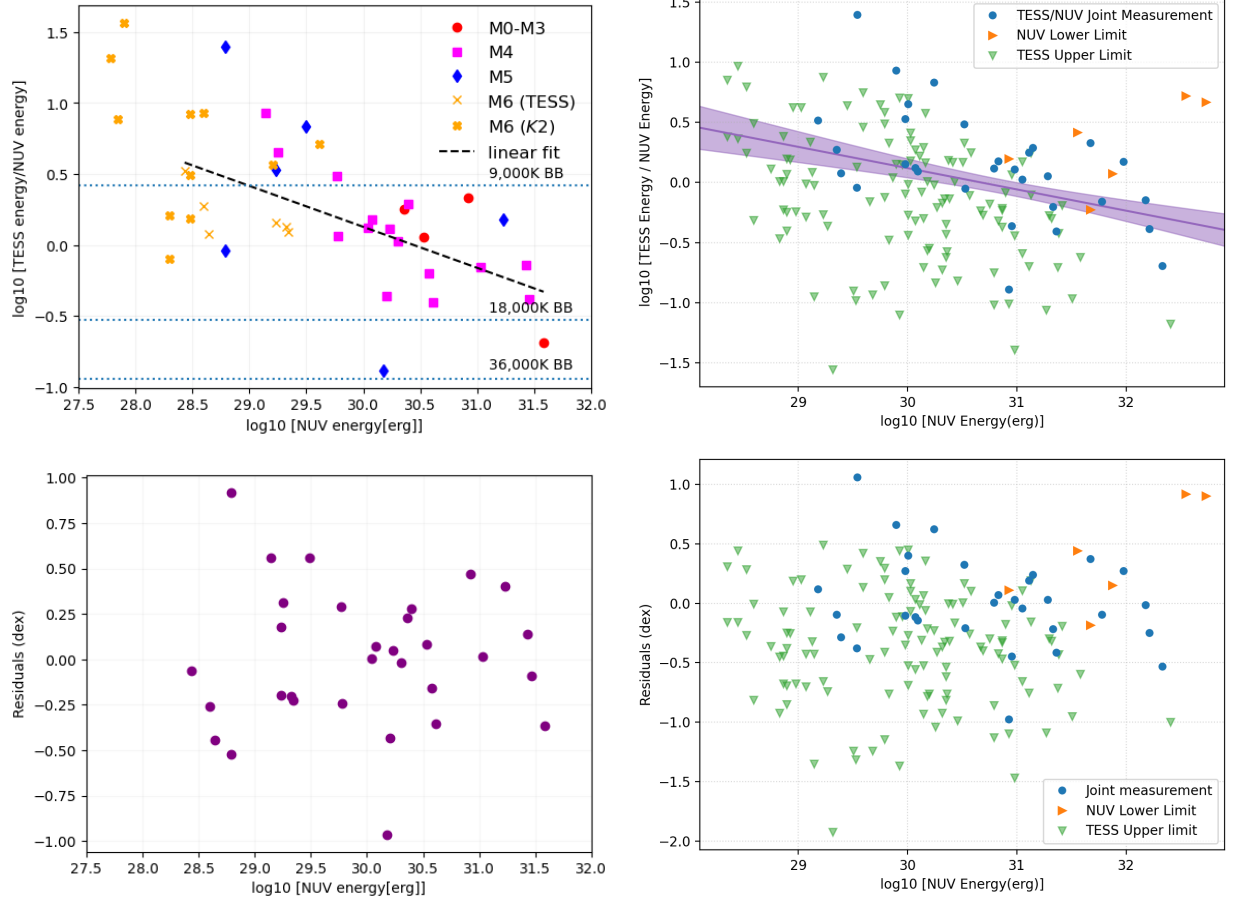 1.5
1.0
0.5
0.0
−0.5
−1.0
27.5 28.0 28.5 29.0 29.5 30.0 30.5 31.0 31.5 32.0
log10 [NUV energy[erg]]
log10 [TESS energy/NUV energy]
M0-M3
M4
M5
M6 (TESS)
M6 (K2)
linear fit
9,000K BB
18,000K BB
36,000K BB
1.5
1.0
0.5
0.0
−0.5
−1.0
−1.5
29 30 31 32
log10 [NUV Energy(erg)]
log10 [TESS Energy / NUV Energy]
TESS/NUV Joint Measurement
NUV Lower Limit
TESS Upper Limit
1.00
0.75
0.50
0.25
0.00
−0.25
−0.50
−0.75
−1.00
27.5 28.0 28.5 29.0 29.5 30.0 30.5 31.0 31.5 32.0
log10 [NUV energy[erg]]
Residuals (dex)
1.0
0.5
0.0
−0.5
−1.0
−1.5
−2.0
29 30 31 32
log10 [NUV Energy(erg)]
Residuals (dex)
Joint measurement
NUV Lower Limit
TESS Upper limit